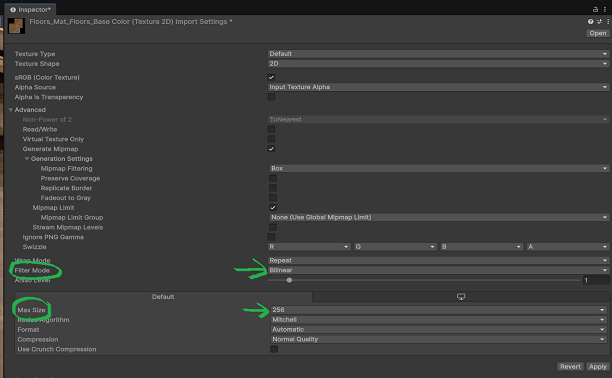 Inspector*
Floors_Mat_Floors_Base Color (Texture 2D) Import Settings *
Open
Texture Type Default
Texture Shape 2D
sRGB (Color Texture)
Alpha Source Input Texture Alpha
Alpha Is Transparency
Advanced
Non-Power of 2 ToNearest
Read/Write
Virtual Texture Only
Generate Mipmap
Generation Settings
Mipmap Filtering Box
Preserve Coverage
Replicate Border
Fadeout to Gray
Mipmap Limit
Mipmap Limit Group None (Use Global Mipmap Limit)
Stream Mipmap Levels
Ignore PNG Gamma
Swizzle R G B A
Wrap Mode Repeat
Filter Mode Bilinear
Aniso Level 1
Default
Max Size 256
Resize Algorithm Mitchell
Format Automatic
Compression Normal Quality
Use Crunch Compression
Revert Apply